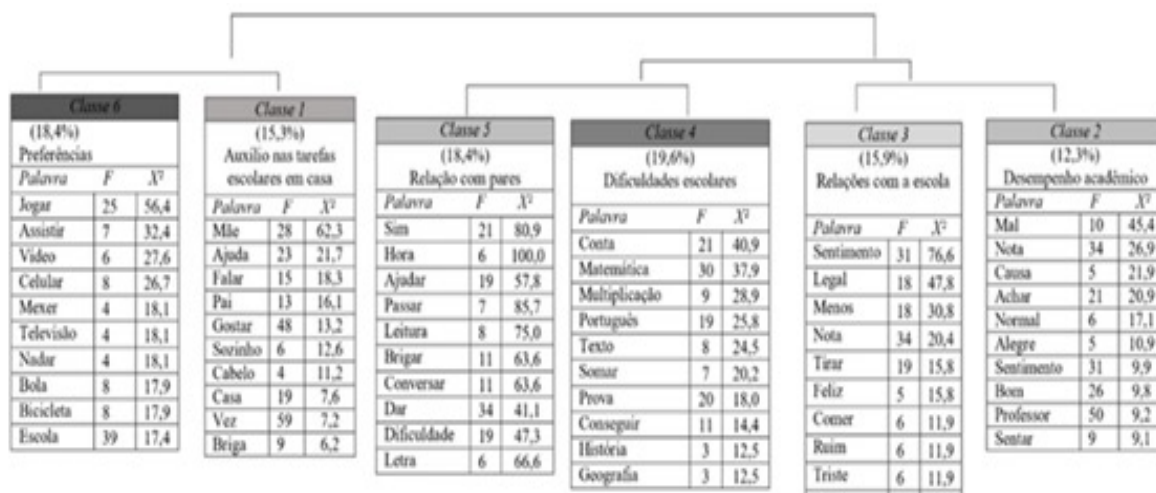 Classe 6
(18,4%)
Preferências
Palavra F X²
Jogar 25 56,4
Assistir 7 32,4
Video 6 27,6
Celular 8 26,7
Mexer 4 18,1
Televisão 4 18,1
Nadar 4 18,1
Bola 8 17,9
Bicicleta 8 17,9
Escola 39 17,4
Classe 1
(15,3%)
Auxílio nas tarefas
escolares em casa
Palavra F X²
Mãe 28 62,3
Ajuda 23 21,7
Falar 15 18,3
Pai 13 16,1
Gostar 48 13,2
Sozinho 6 12,6
Cabelo 4 11,2
Casa 19 7,6
Vez 59 7,2
Briga 9 6,2
Classe 5
(18,4%)
Relação com pares
Palavra F X²
Sim 21 80,9
Hora 6 100,0
Ajudar 19 57,8
Passar 7 85,7
Leitura 8 75,0
Brigar 11 63,6
Conversar 11 63,6
Dar 34 41,1
Dificuldade 19 47,3
Letra 6 66,6
Classe 4
(19,6%)
Dificuldades escolares
Palavra F X²
Conta 21 40,9
Matemática 30 37,9
Multiplicação 9 28,9
Português 19 25,8
Texto 8 24,5
Somar 7 20,2
Prova 20 18,0
Conseguir 11 14,4
História 3 12,5
Geografia 3 12,5
Classe 3
(15,9%)
Relações com a escola
Palavra F X²
Sentimento 31 76,6
Legal 18 47,8
Menos 18 30,8
Nota 34 20,4
Tirar 19 15,8
Feliz 5 15,8
Comer 6 11,9
Ruim 6 11,9
Triste 6 11,9
Classe 2
(12,3%)
Desempenho acadêmico
Palavra F X²
Mal 10 45,4
Nota 34 26,9
Causa 5 21,9
Achar 21 20,9
Normal 6 17,1
Alegre 5 10,9
Sentimento 31 9,9
Bom 26 9,8
Professor 50 9,2
Sentar 9 9,1